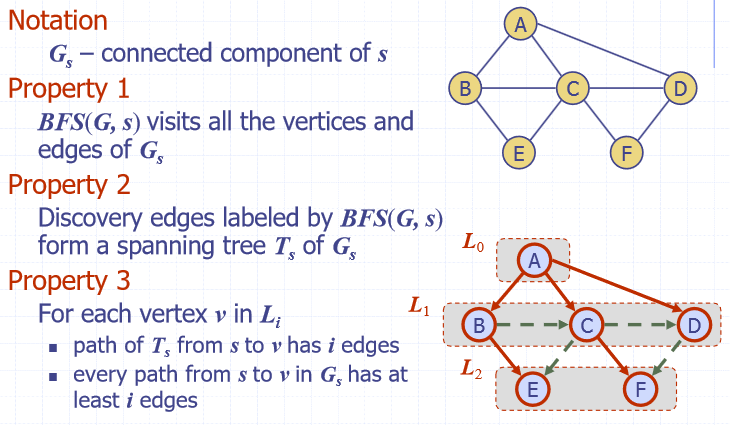 Notation
G_s – connected component of s
Property 1
BFS(G, s) visits all the vertices and
edges of G_s
Property 2
Discovery edges labeled by BFS(G, s)
form a spanning tree T_s of G_s
Property 3
For each vertex v in L_i
▪ path of T_s from s to v has i edges
▪ every path from s to v in G_s has at
least i edges
A
B C D
E F
L_0
A
L_1
B C D
L_2
E F